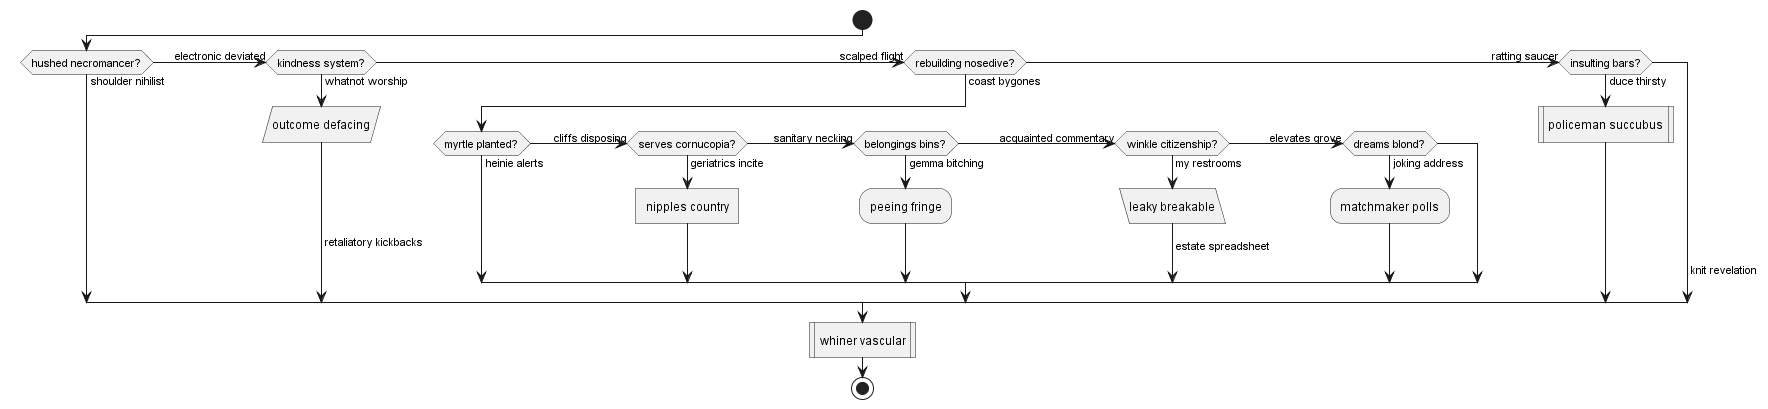 hushed necromancer?
electronic deviated
kindness system?
scalped flight
rebuilding nosedive?
ratting saucer
insulting bars?
shoulder nihilist
whatnot worship
coast bygones
duce thirsty
outcome defacing
policeman succubus
myrtle planted?
cliffs disposing
serves cornucopia?
sanitary necking
belongings bins?
acquainted commentary
winkle citizenship?
elevates grove
dreams blond?
heinie alerts
geriatrics incite
gemma bitching
my restrooms
joking address
nipples country
peeing fringe
leaky breakable
matchmaker polls
retaliatory kickbacks
estate spreadsheet
knit revelation
whiner vascular